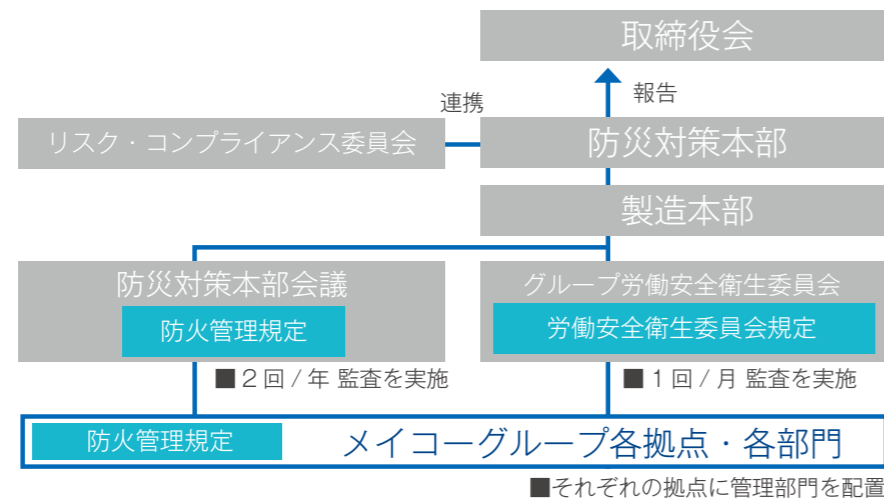 取締役会
報告
連携
リスク・コンプライアンス委員会
防災対策本部
製造本部
防災対策本部会議
防火管理規定
グループ労働安全衛生委員会
労働安全衛生委員会規定
■2回/年 監査を実施
■1回/月 監査を実施
防火管理規定
メイコーグループ各拠点・各部門
■それぞれの拠点に管理部門を配置